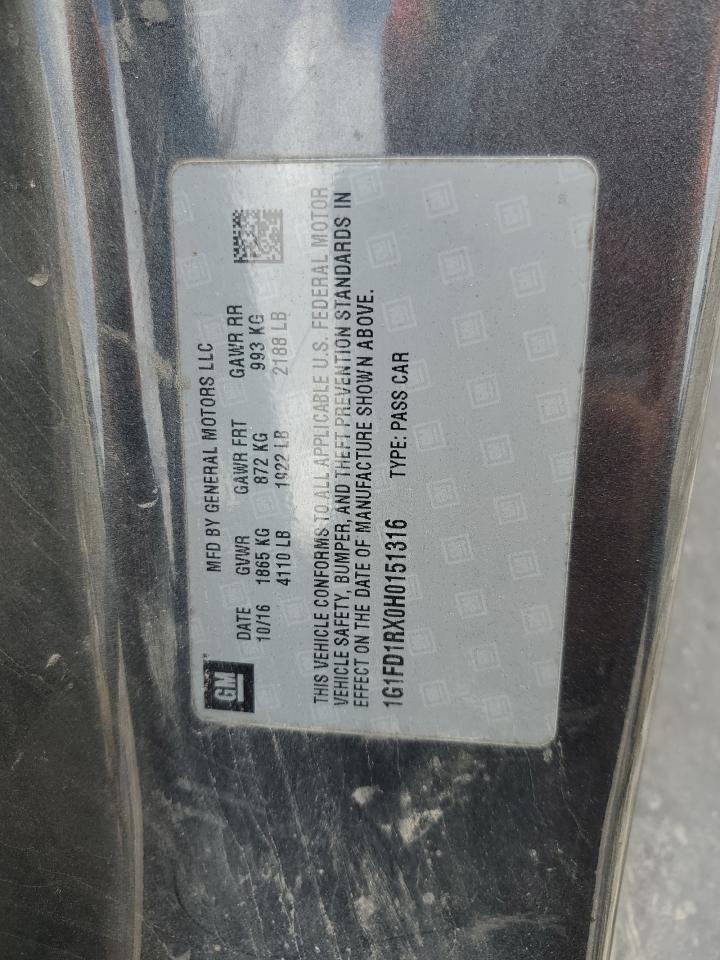 GM
MFD BY GENERAL MOTORS LLC
DATE GVWR GAWR FRT GAWR RR
10/16 1865 KG 872 KG 993 KG
4110 LB 1922 LB 2188 LB
THIS VEHICLE CONFORMS TO ALL APPLICABLE U.S. FEDERAL MOTOR
VEHICLE SAFETY, BUMPER, AND THEFT PREVENTION STANDARDS IN
EFFECT ON THE DATE OF MANUFACTURE SHOWN ABOVE.
1G1FD1RX0H0151316 TYPE: PASS CAR